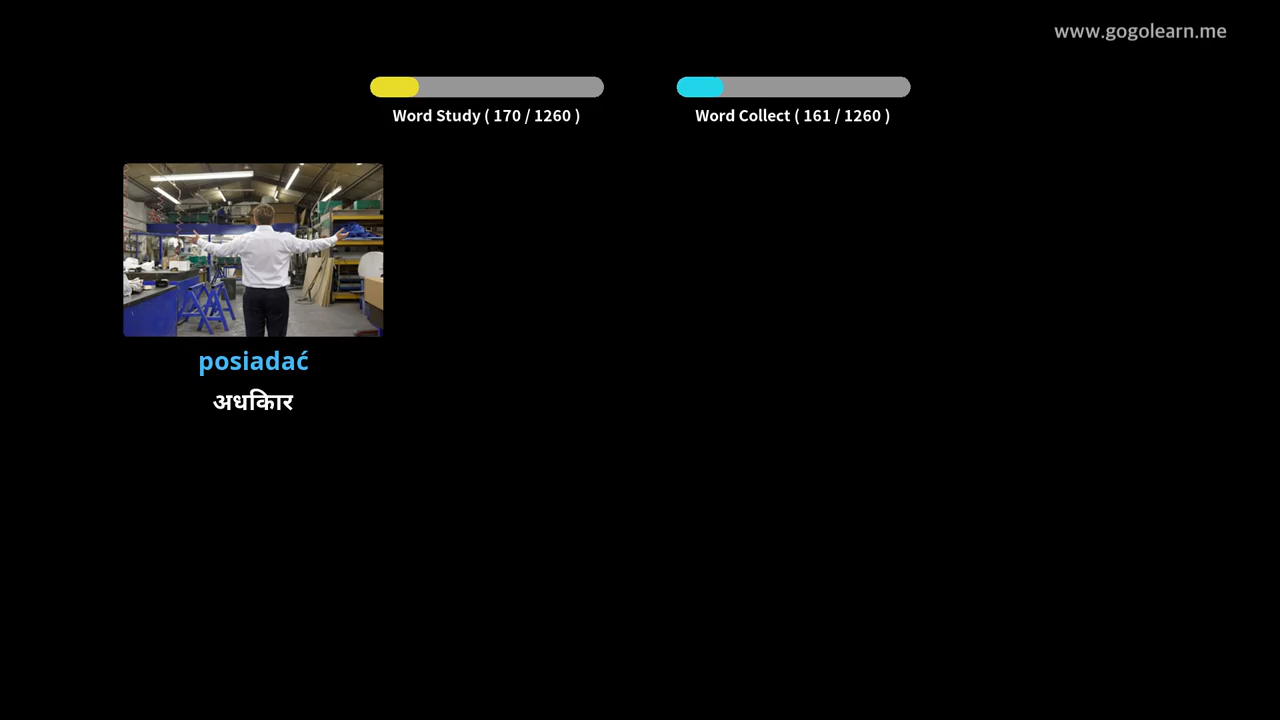 www.gogolearn.me
Word Study ( 170 / 1260 )
Word Collect ( 161 / 1260 )
posiadać
अधिकार